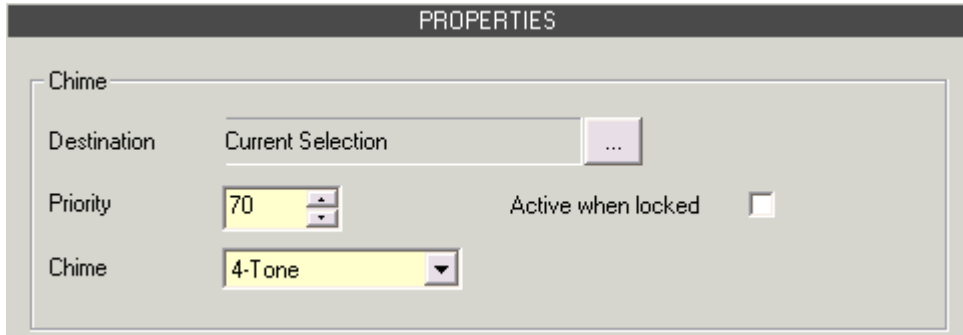 PROPERTIES
Chime
Destination Current Selection ...
Priority 70 Active when locked
Chime 4-Tone